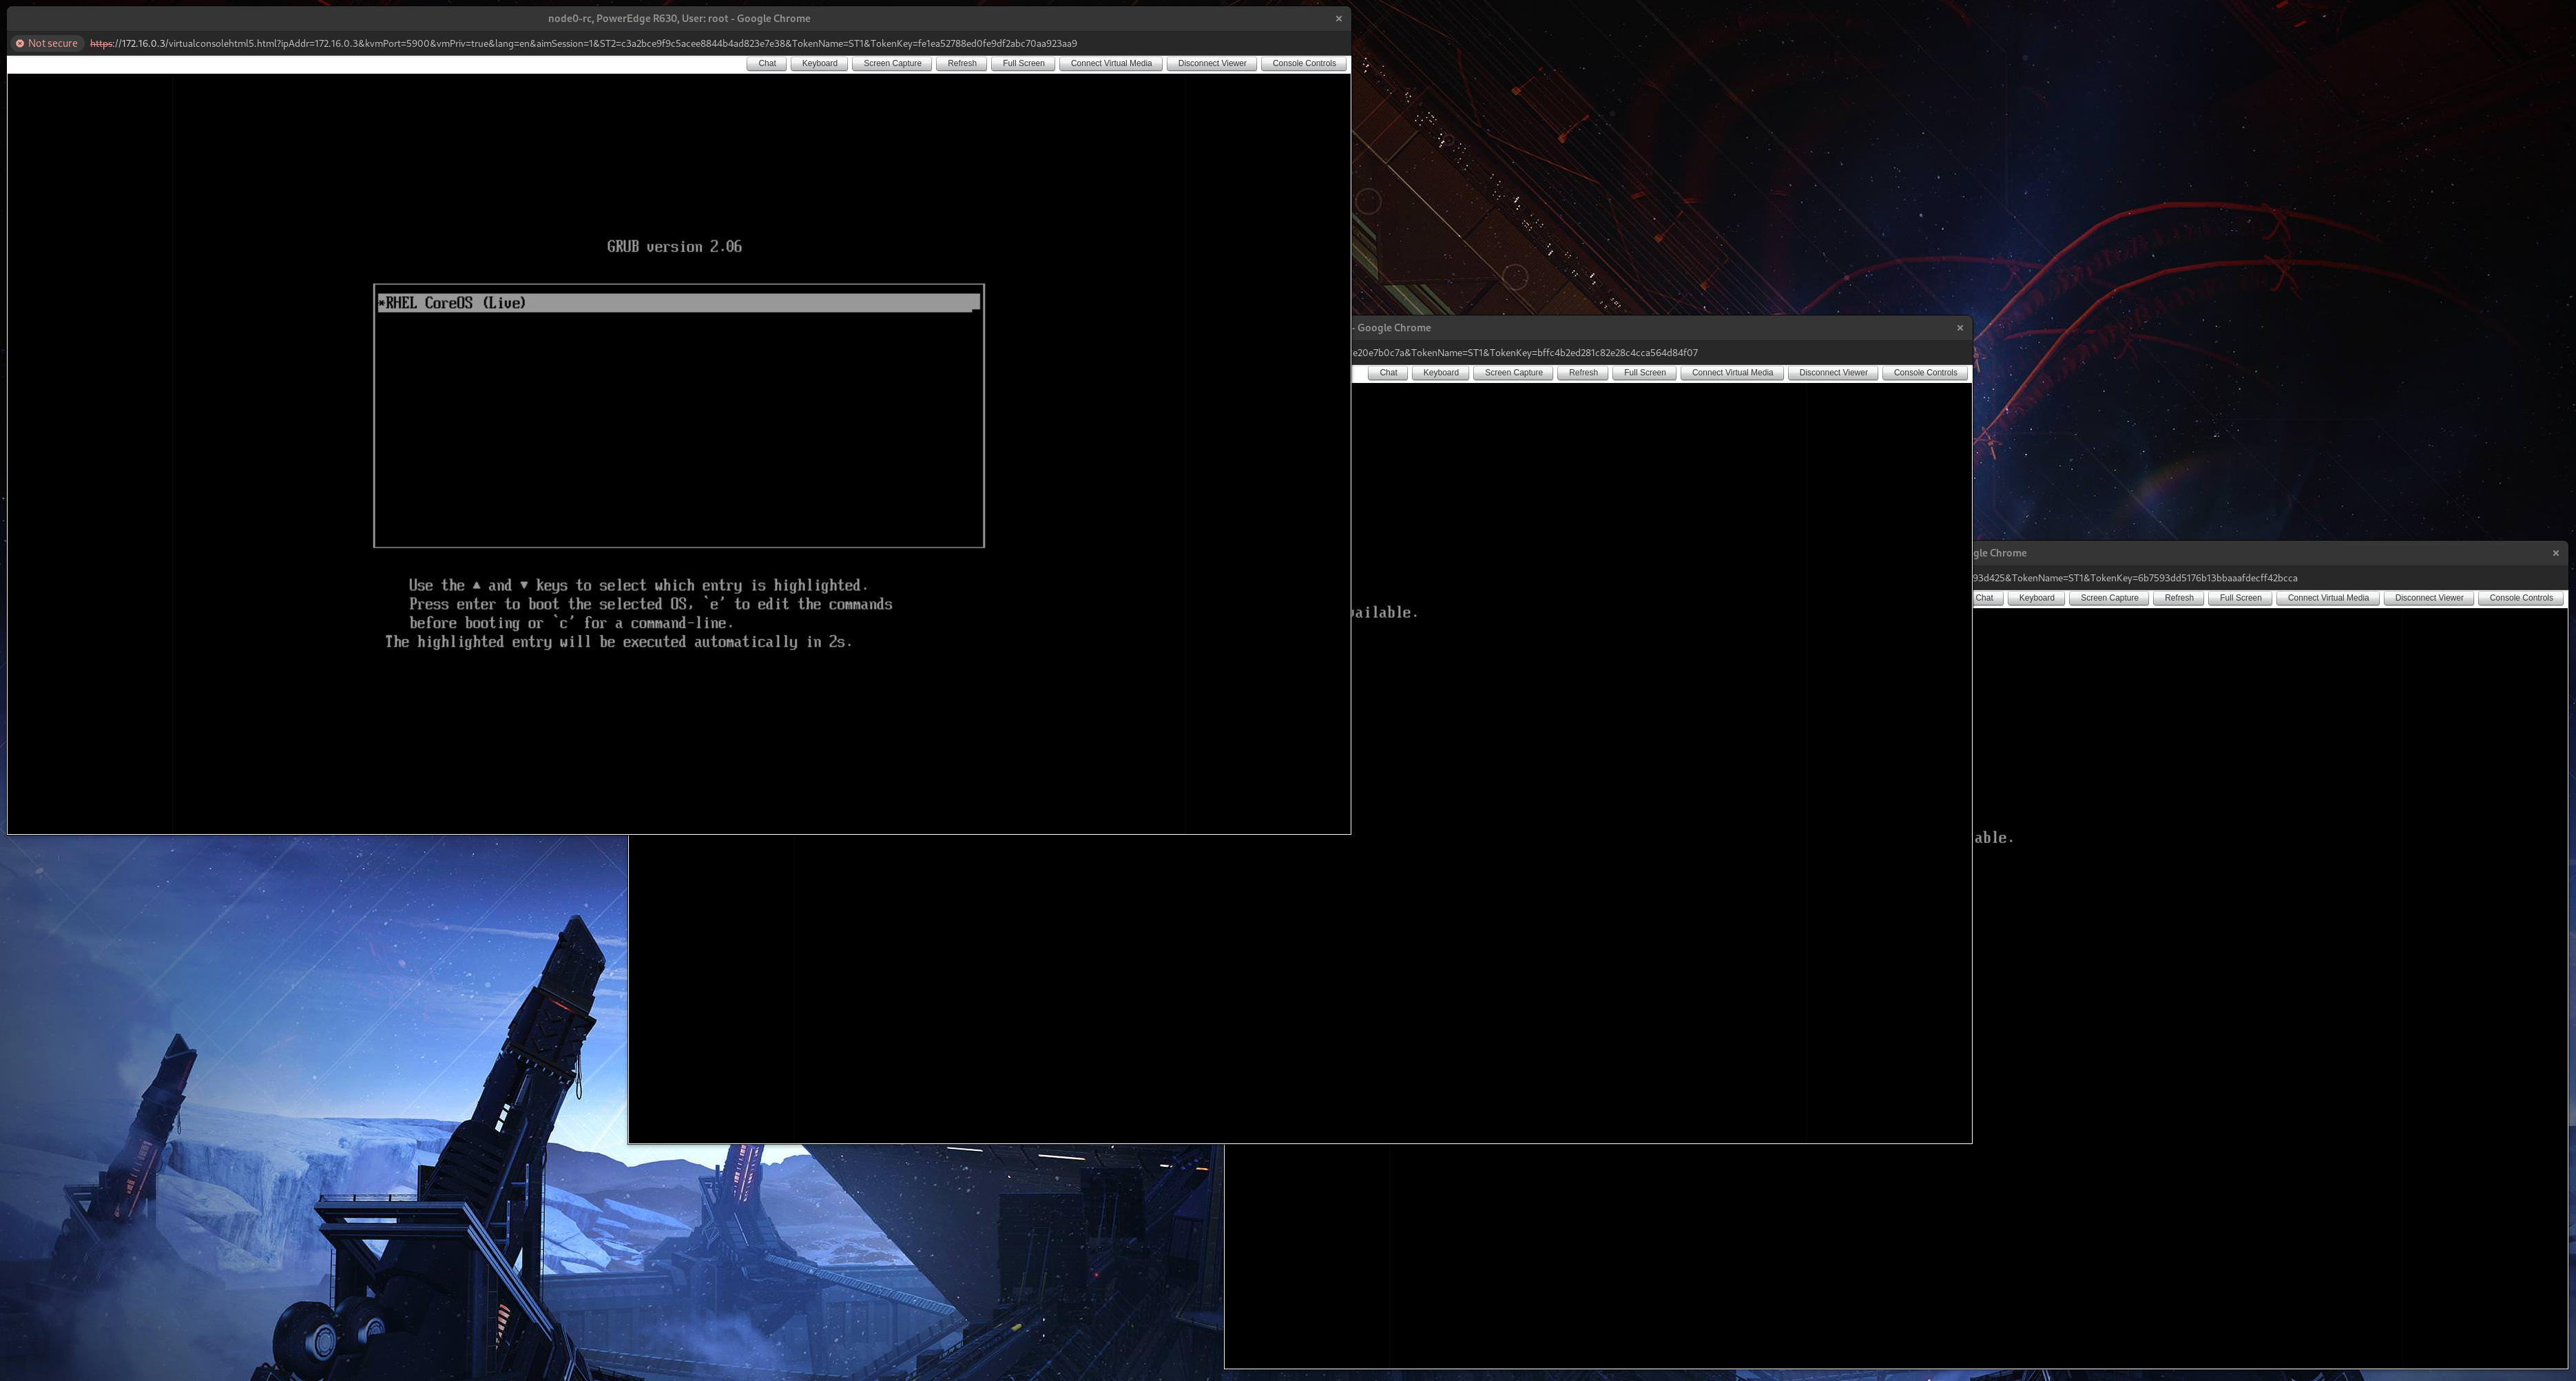 node0-rc, PowerEdge R630, User: root - Google Chrome
Not secure https://172.16.0.3/virtualconsolehtml5.html?ipAddr=172.16.0.3&kvmPort=5900&vmPriv=true&lang=en&aimSession=1&ST2=c3a2bce9f9c5acee8844b4ad823e7e38&TokenName=ST1&TokenKey=fe1ea52788ed0fe9df2abc70aa923aa9
Chat Keyboard Screen Capture Refresh Full Screen Connect Virtual Media Disconnect Viewer Console Controls
GRUB version 2.06
*RHEL CoreOS (Live)
Use the ▲ and ▼ keys to select which entry is highlighted.
Press enter to boot the selected OS, `e' to edit the commands
before booting or `c' for a command-line.
The highlighted entry will be executed automatically in 2s.
- Google Chrome
e20e7b0c7a&TokenName=ST1&TokenKey=bffc4b2ed281c82e28c4cca564d84f07
Chat Keyboard Screen Capture Refresh Full Screen Connect Virtual Media Disconnect Viewer Console Controls
vailable.
gle Chrome
93d425&TokenName=ST1&TokenKey=6b7593dd5176b13bbaaafdecff42bcca
Chat Keyboard Screen Capture Refresh Full Screen Connect Virtual Media Disconnect Viewer Console Controls
able.